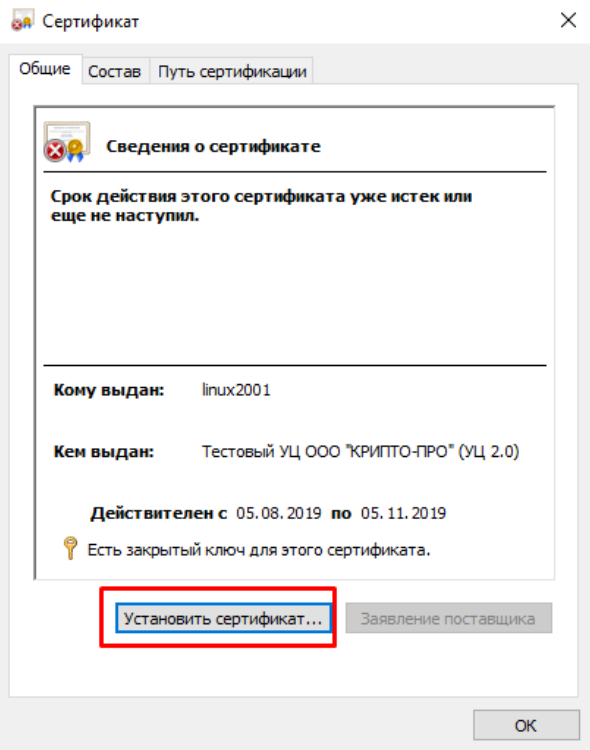 Сертификат
Общие Состав Путь сертификации
Сведения о сертификате
Срок действия этого сертификата уже истек или
еще не наступил.
Кому выдан: linux2001
Кем выдан: Тестовый УЦ ООО "КРИПТО-ПРО" (УЦ 2.0)
Действителен с 05.08.2019 по 05.11.2019
Есть закрытый ключ для этого сертификата.
Установить сертификат... Заявление поставщика
ОК